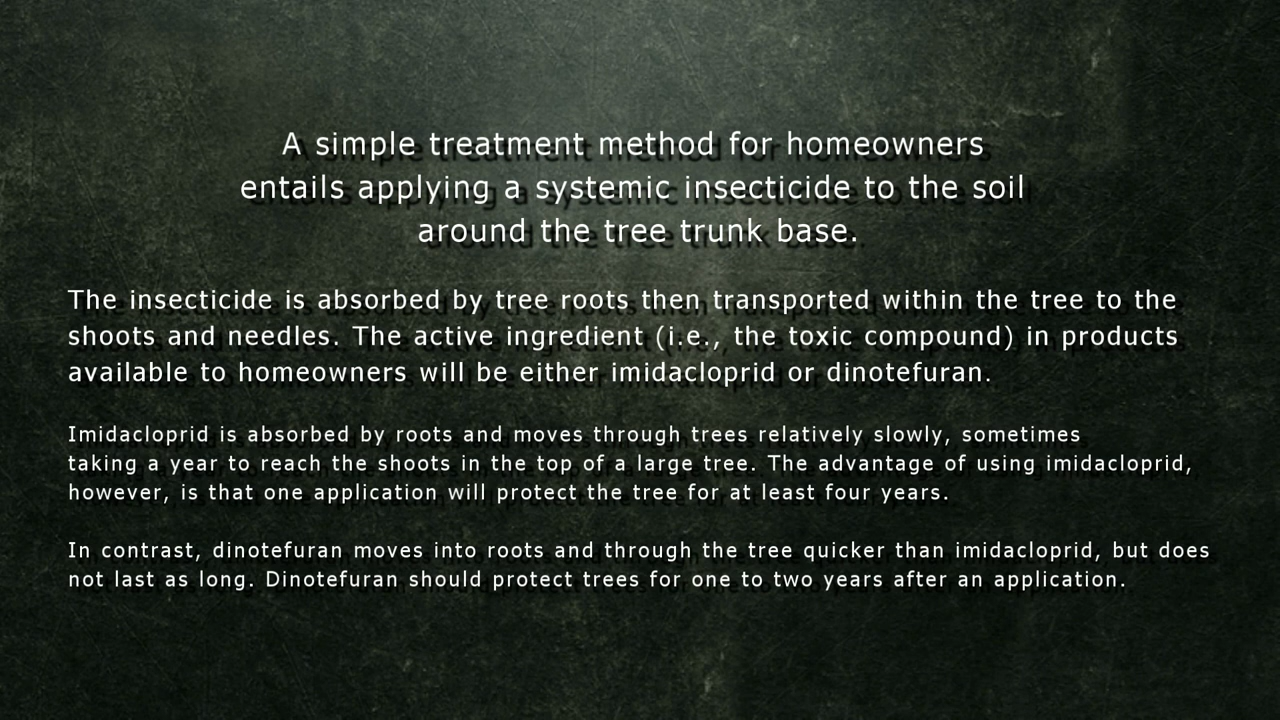 A simple treatment method for homeowners
entails applying a systemic insecticide to the soil
around the tree trunk base.
The insecticide is absorbed by tree roots then transported within the tree to the
shoots and needles. The active ingredient (i.e., the toxic compound) in products
available to homeowners will be either imidacloprid or dinotefuran.
Imidacloprid is absorbed by roots and moves through trees relatively slowly, sometimes
taking a year to reach the shoots in the top of a large tree. The advantage of using imidacloprid,
however, is that one application will protect the tree for at least four years.
In contrast, dinotefuran moves into roots and through the tree quicker than imidacloprid, but does
not last as long. Dinotefuran should protect trees for one to two years after an application.